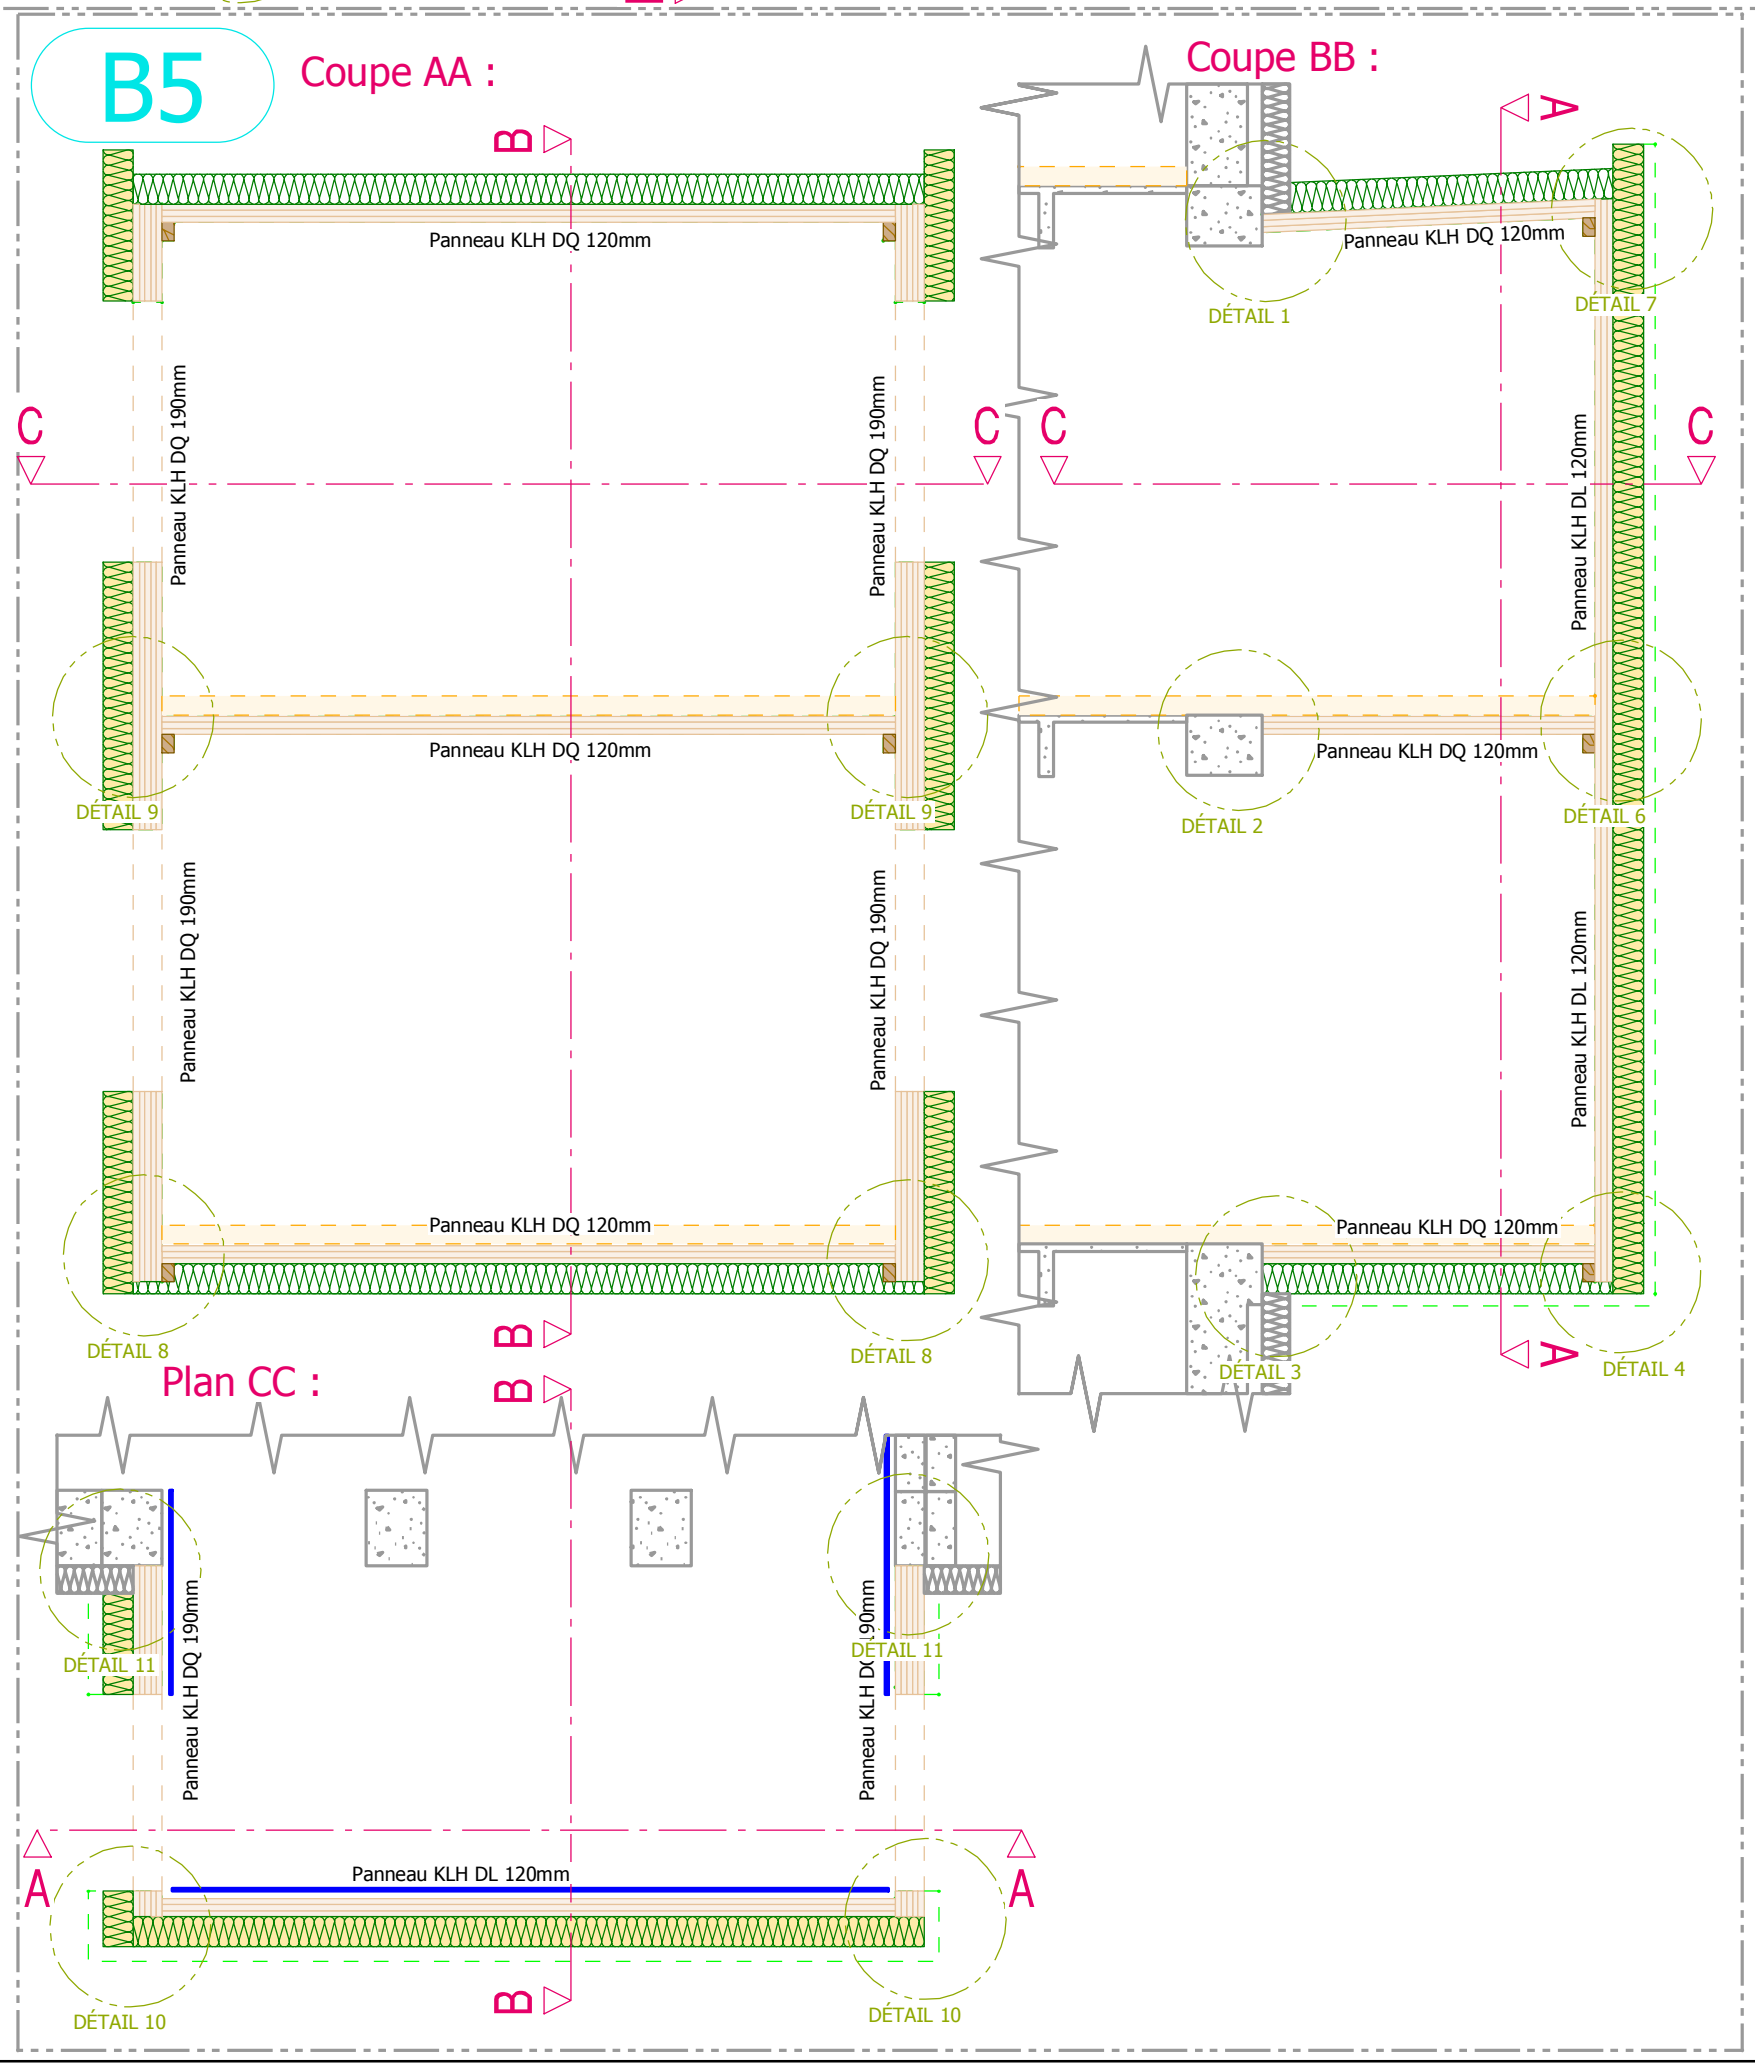 B5
Coupe AA :
Coupe BB :
B
A
Panneau KLH DQ 120mm
Panneau KLH DQ 120mm
DÉTAIL 1
DÉTAIL 7
Panneau KLH DQ 190mm
Panneau KLH DQ 190mm
Panneau KLH DL 120mm
C
C
C
C
Panneau KLH DQ 120mm
Panneau KLH DQ 120mm
DÉTAIL 9
DÉTAIL 9
DÉTAIL 2
DÉTAIL 6
Panneau KLH DQ 190mm
Panneau KLH DQ 190mm
Panneau KLH DL 120mm
Panneau KLH DQ 120mm
Panneau KLH DQ 120mm
B
A
DÉTAIL 8
DÉTAIL 8
DÉTAIL 3
DÉTAIL 4
Plan CC :
B
Panneau KLH DQ 190mm
Panneau KLH DQ 190mm
DÉTAIL 11
DÉTAIL 11
A
A
Panneau KLH DL 120mm
B
DÉTAIL 10
DÉTAIL 10